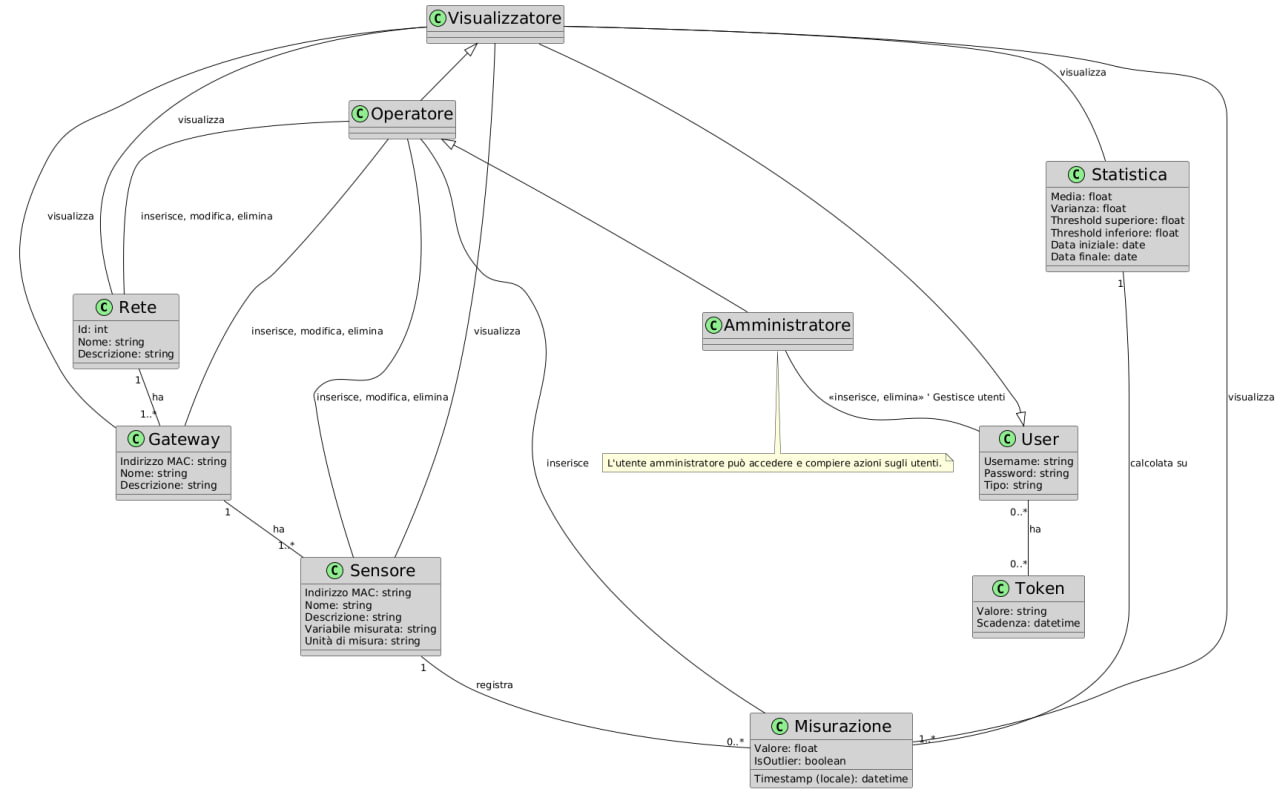 C Visualizzatore
C Operatore
visualizza
visualizza
inserisce, modifica, elimina
visualizza
C Statistica
Media: float
Varianza: float
Threshold superiore: float
Threshold inferiore: float
Data iniziale: date
Data finale: date
1
C Rete
Id: int
Nome: string
Descrizione: string
1
ha
1..*
inserisce, modifica, elimina
visualizza
C Amministratore
inserisce, modifica, elimina
«inserisce, elimina» ' Gestisce utenti
visualizza
C Gateway
Indirizzo MAC: string
Nome: string
Descrizione: string
1
ha
1..*
inserisce
L'utente amministratore può accedere e compiere azioni sugli utenti.
C User
Username: string
Password: string
Tipo: string
0..*
ha
0..*
calcolata su
C Sensore
Indirizzo MAC: string
Nome: string
Descrizione: string
Variabile misurata: string
Unità di misura: string
1
registra
0..*
C Token
Valore: string
Scadenza: datetime
C Misurazione
Valore: float
IsOutlier: boolean
Timestamp (locale): datetime
1..*